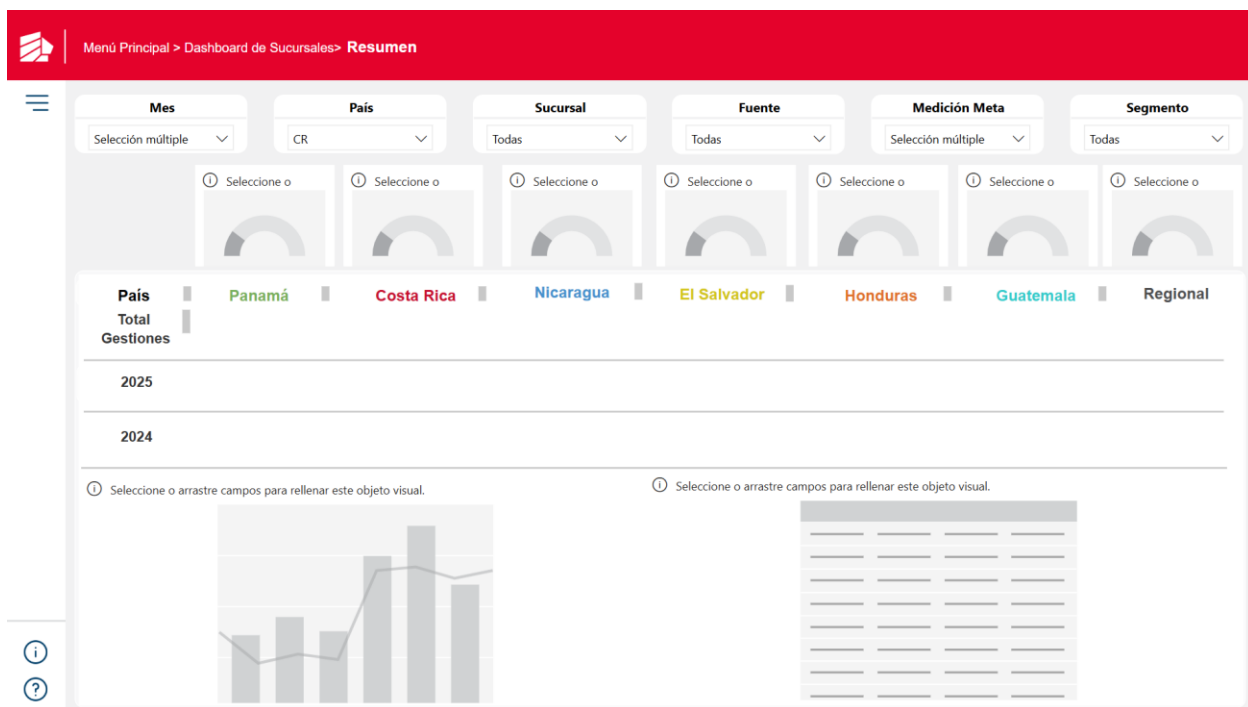 Menú Principal > Dashboard de Sucursales> Resumen
Mes
País
Sucursal
Fuente
Medición Meta
Segmento
Selección múltiple
CR
Todas
Todas
Selección múltiple
Todas
Seleccione o
Seleccione o
Seleccione o
Seleccione o
Seleccione o
Seleccione o
Seleccione o
País
Panamá
Costa Rica
Nicaragua
El Salvador
Honduras
Guatemala
Regional
Total
Gestiones
2025
2024
Seleccione o arrastre campos para rellenar este objeto visual.
Seleccione o arrastre campos para rellenar este objeto visual.